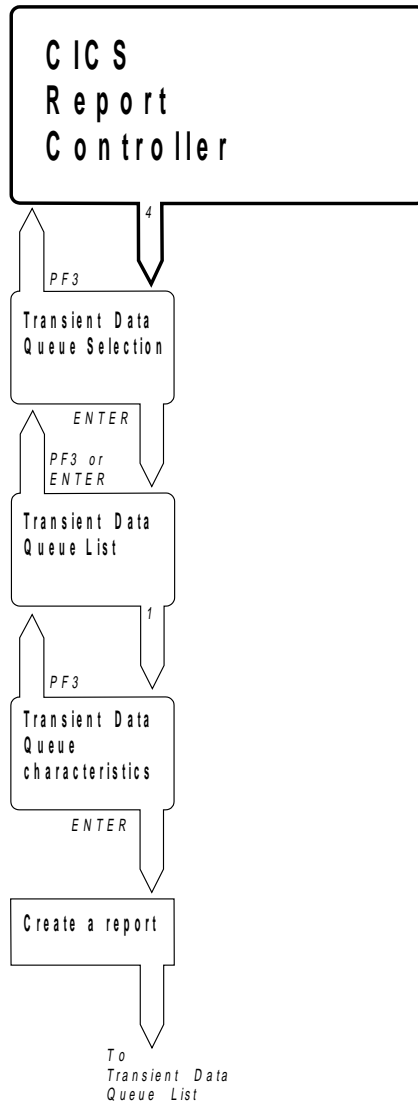 CICS
Report
Controller
4
PF3
Transient Data
Queue Selection
ENTER
PF3 or
ENTER
Transient Data
Queue List
1
PF3
Transient Data
Queue
characteristics
ENTER
Create a report
To
Transient Data
Queue List